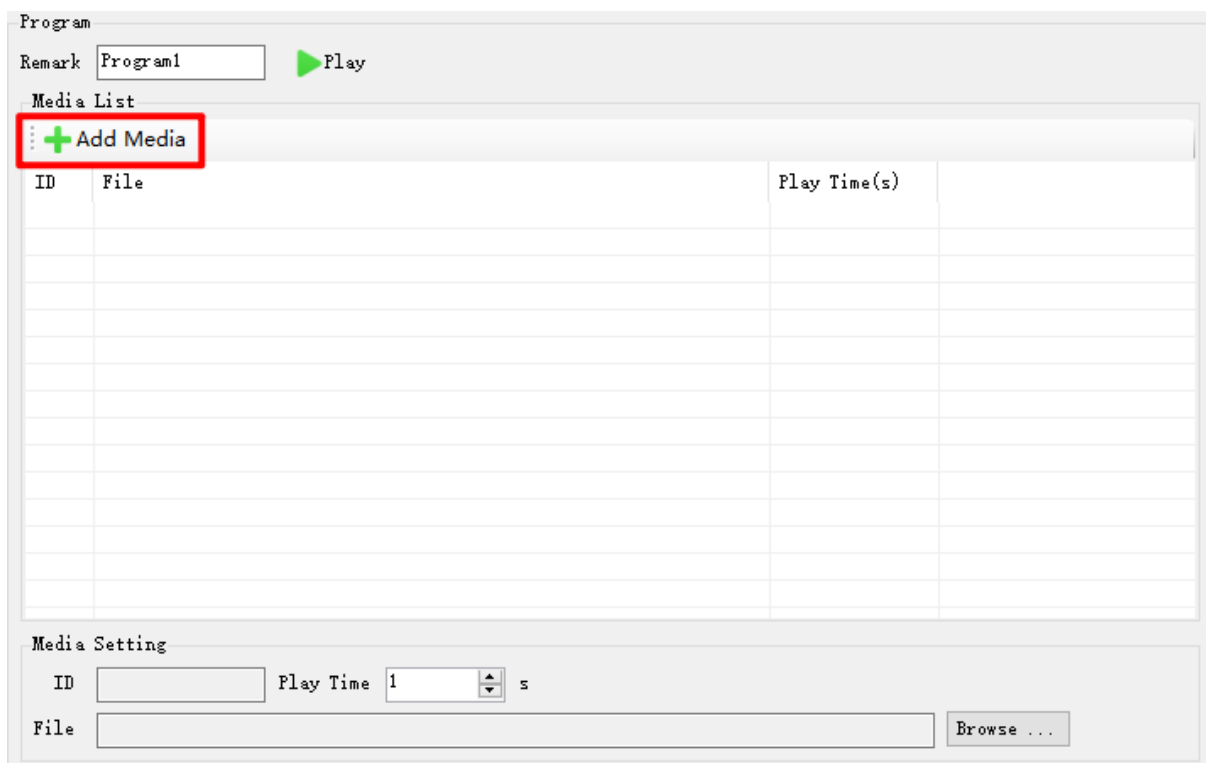 Program
Remark Program1 Play
Media List
Add Media
ID File Play Time(s)
Media Setting
ID Play Time 1 s
File Browse ...